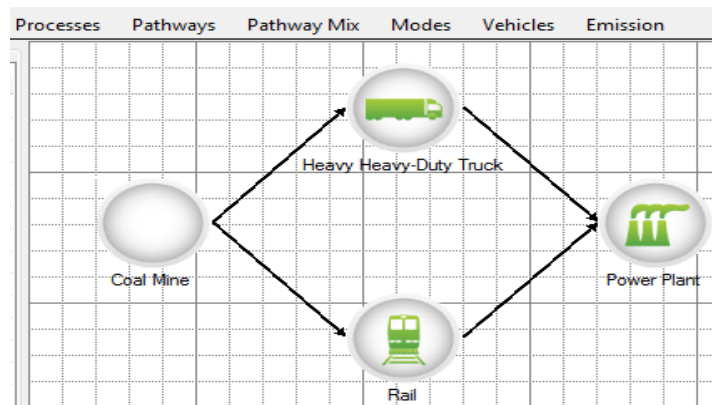 Processes Pathways Pathway Mix Modes Vehicles Emission
Heavy Heavy-Duty Truck
Coal Mine
Power Plant
Rail